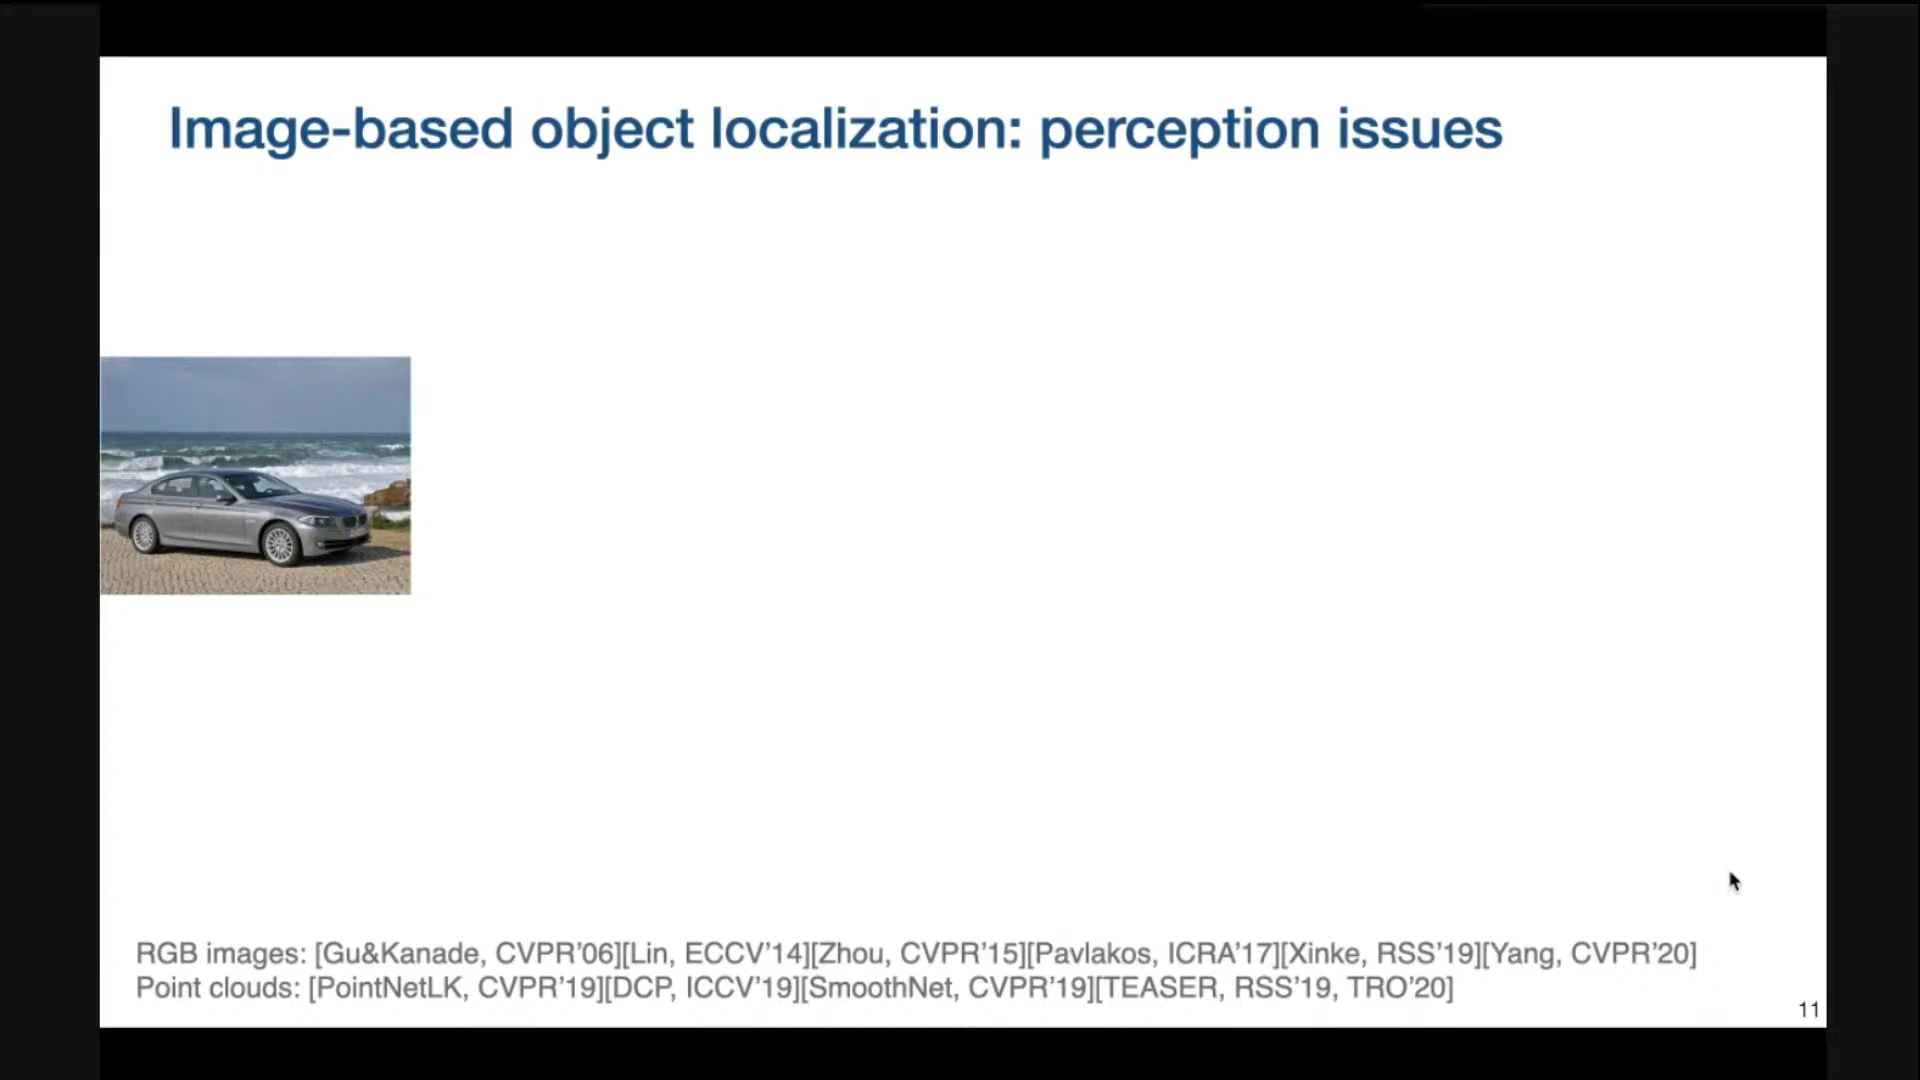 Image-based object localization: perception issues
RGB images: [Gu&Kanade, CVPR’06][Lin, ECCV’14][Zhou, CVPR’15][Pavlakos, ICRA’17][Xinke, RSS’19][Yang, CVPR’20]
Point clouds: [PointNetLK, CVPR’19][DCP, ICCV’19][SmoothNet, CVPR’19][TEASER, RSS’19, TRO’20]
11